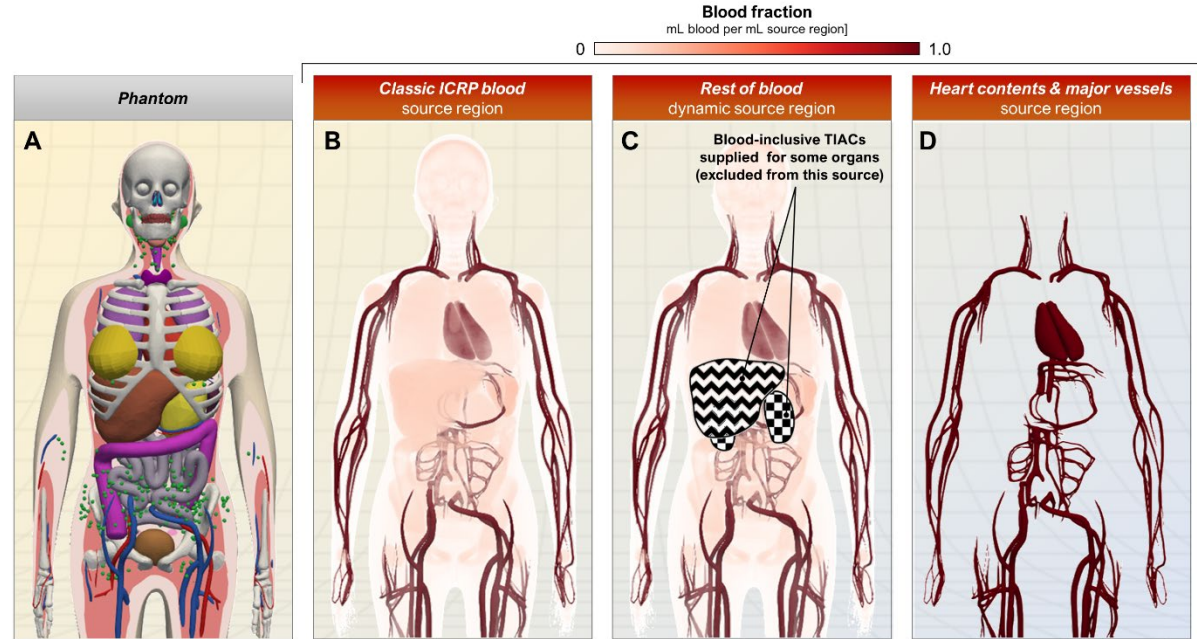 Blood fraction
mL blood per mL source region]
0
1.0
Phantom
Classic ICRP blood
source region
Rest of blood
dynamic source region
Heart contents & major vessels
source region
A
B
C
Blood-inclusive TIACs
supplied for some organs
(excluded from this source)
D